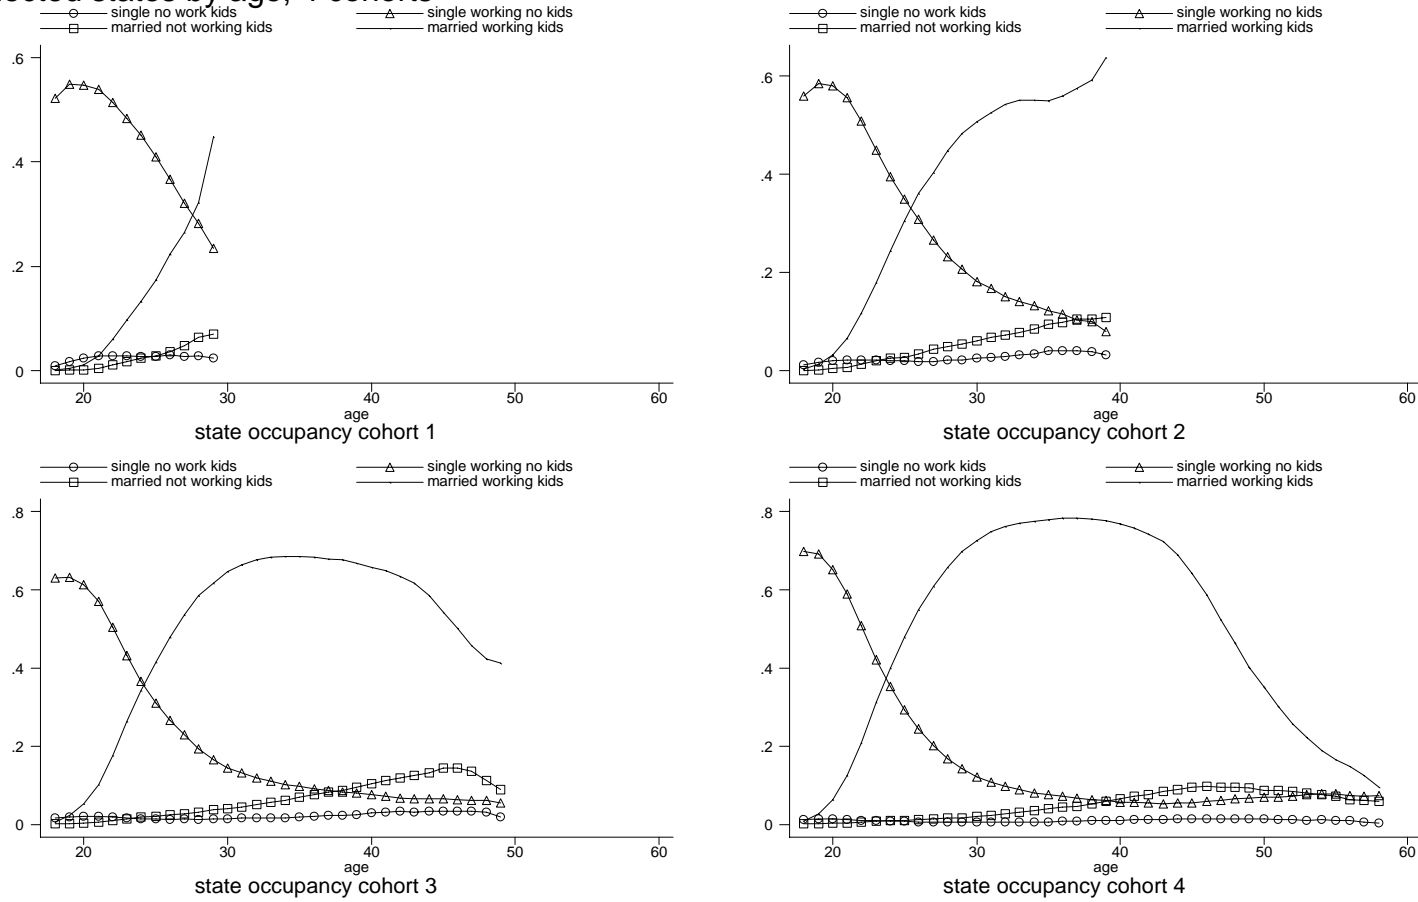 states by age, 4 cohorts
single no work kids single working no kids
married not working kids married working kids
.6
.4
.2
0
20 30 40 50 60
age
state occupancy cohort 1
single no work kids single working no kids
married not working kids married working kids
.6
.4
.2
0
20 30 40 50 60
age
state occupancy cohort 2
single no work kids single working no kids
married not working kids married working kids
.8
.6
.4
.2
0
20 30 40 50 60
age
state occupancy cohort 3
single no work kids single working no kids
married not working kids married working kids
.8
.6
.4
.2
0
20 30 40 50 60
age
state occupancy cohort 4